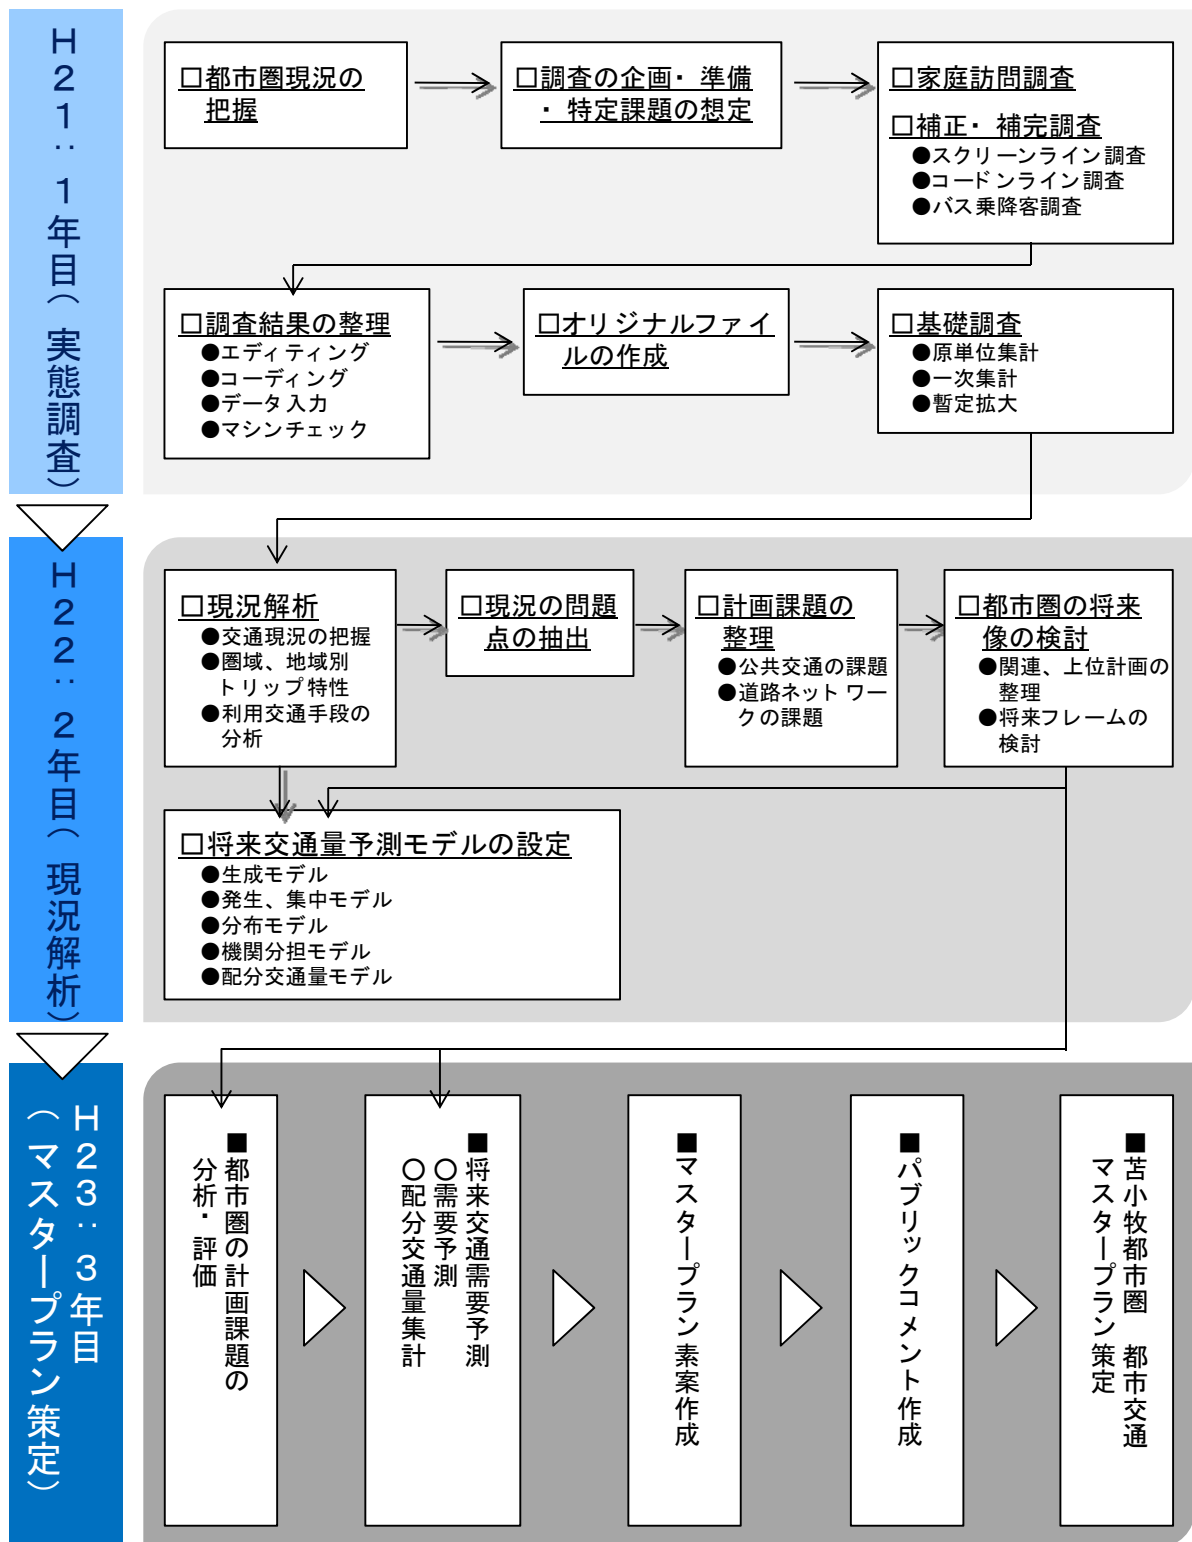 H21：1年目（実態調査）
□都市圏現況の
把握
□調査の企画・準備
・特定課題の想定
□家庭訪問調査
□補正・補完調査
●スクリーンライン調査
●コードンライン調査
●バス乗降客調査
□調査結果の整理
●エディティング
●コーディング
●データ入力
●マシンチェック
□オリジナルファイ
ルの作成
□基礎調査
●原単位集計
●一次集計
●暫定拡大
H22：2年目（現況解析）
□現況解析
●交通現況の把握
●圏域、地域別
トリップ特性
●利用交通手段の
分析
□現況の問題
点の抽出
□計画課題の
整理
●公共交通の課題
●道路ネットワー
クの課題
□都市圏の将来
像の検討
●関連、上位計画の
整理
●将来フレームの
検討
□将来交通量予測モデルの設定
●生成モデル
●発生、集中モデル
●分布モデル
●機関分担モデル
●配分交通量モデル
H23：3年目
（マスタープラン策定）
■都市圏の計画課題の
分析・評価
■将来交通需要予測
○需要予測
○配分交通量集計
■マスタープラン素案作成
■パブリックコメント作成
■苫小牧都市圏　都市交通
マスタープラン策定